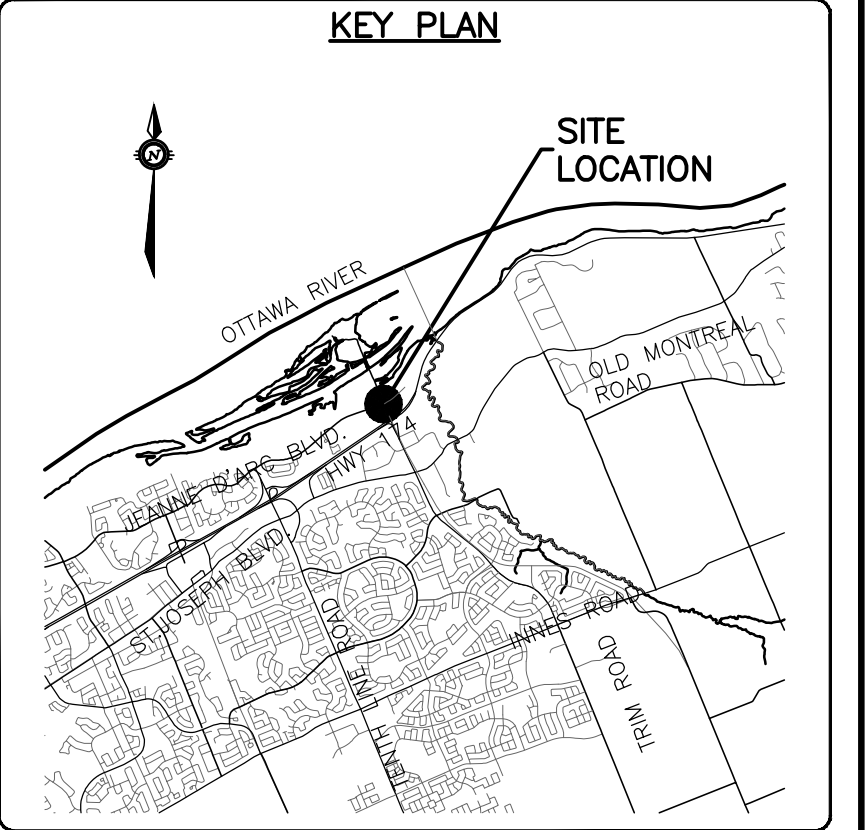 KEY PLAN
N
SITE
LOCATION
OTTAWA RIVER
OLD MONTREAL
ROAD
JEANNE D'ARC BLVD.
HWY 174
ST.JOSEPH BLVD.
INNES ROAD
TENTH LINE ROAD
TRIM ROAD